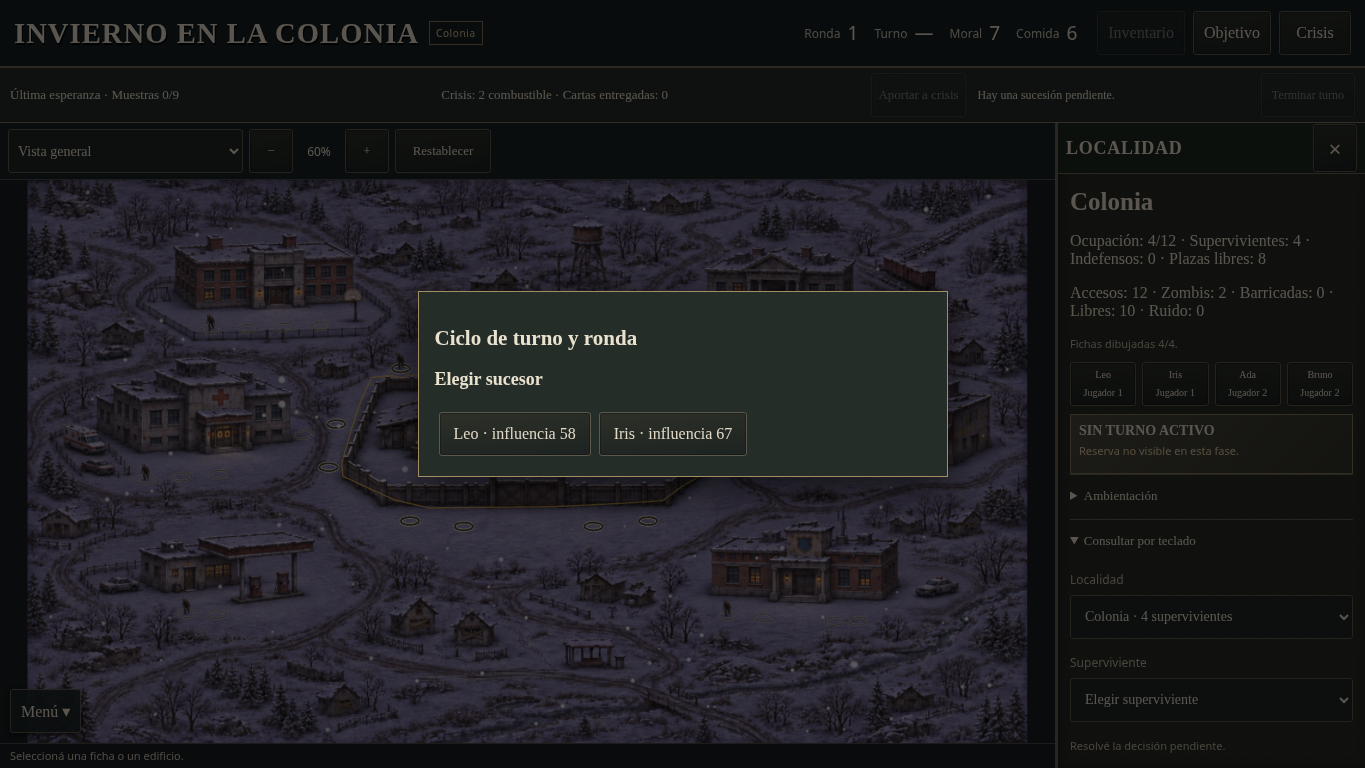 INVIERNO EN LA COLONIA
Colonia
Ronda 1 Turno — Moral 7 Comida 6
Inventario
Objetivo
Crisis
Última esperanza · Muestras 0/9
Crisis: 2 combustible · Cartas entregadas: 0
Aportar a crisis
Hay una sucesión pendiente.
Terminar turno
Vista general
−
60%
+
Restablecer
Ciclo de turno y ronda
Elegir sucesor
Leo · influencia 58
Iris · influencia 67
Menú ▾
Seleccioná una ficha o un edificio.
LOCALIDAD
✕
Colonia
Ocupación: 4/12 · Supervivientes: 4 ·
Indefensos: 0 · Plazas libres: 8
Accesos: 12 · Zombis: 2 · Barricadas: 0 ·
Libres: 10 · Ruido: 0
Fichas dibujadas 4/4.
Leo
Jugador 1
Iris
Jugador 1
Ada
Jugador 2
Bruno
Jugador 2
SIN TURNO ACTIVO
Reserva no visible en esta fase.
Ambientación
Consultar por teclado
Localidad
Colonia · 4 supervivientes
Superviviente
Elegir superviviente
Resolvé la decisión pendiente.